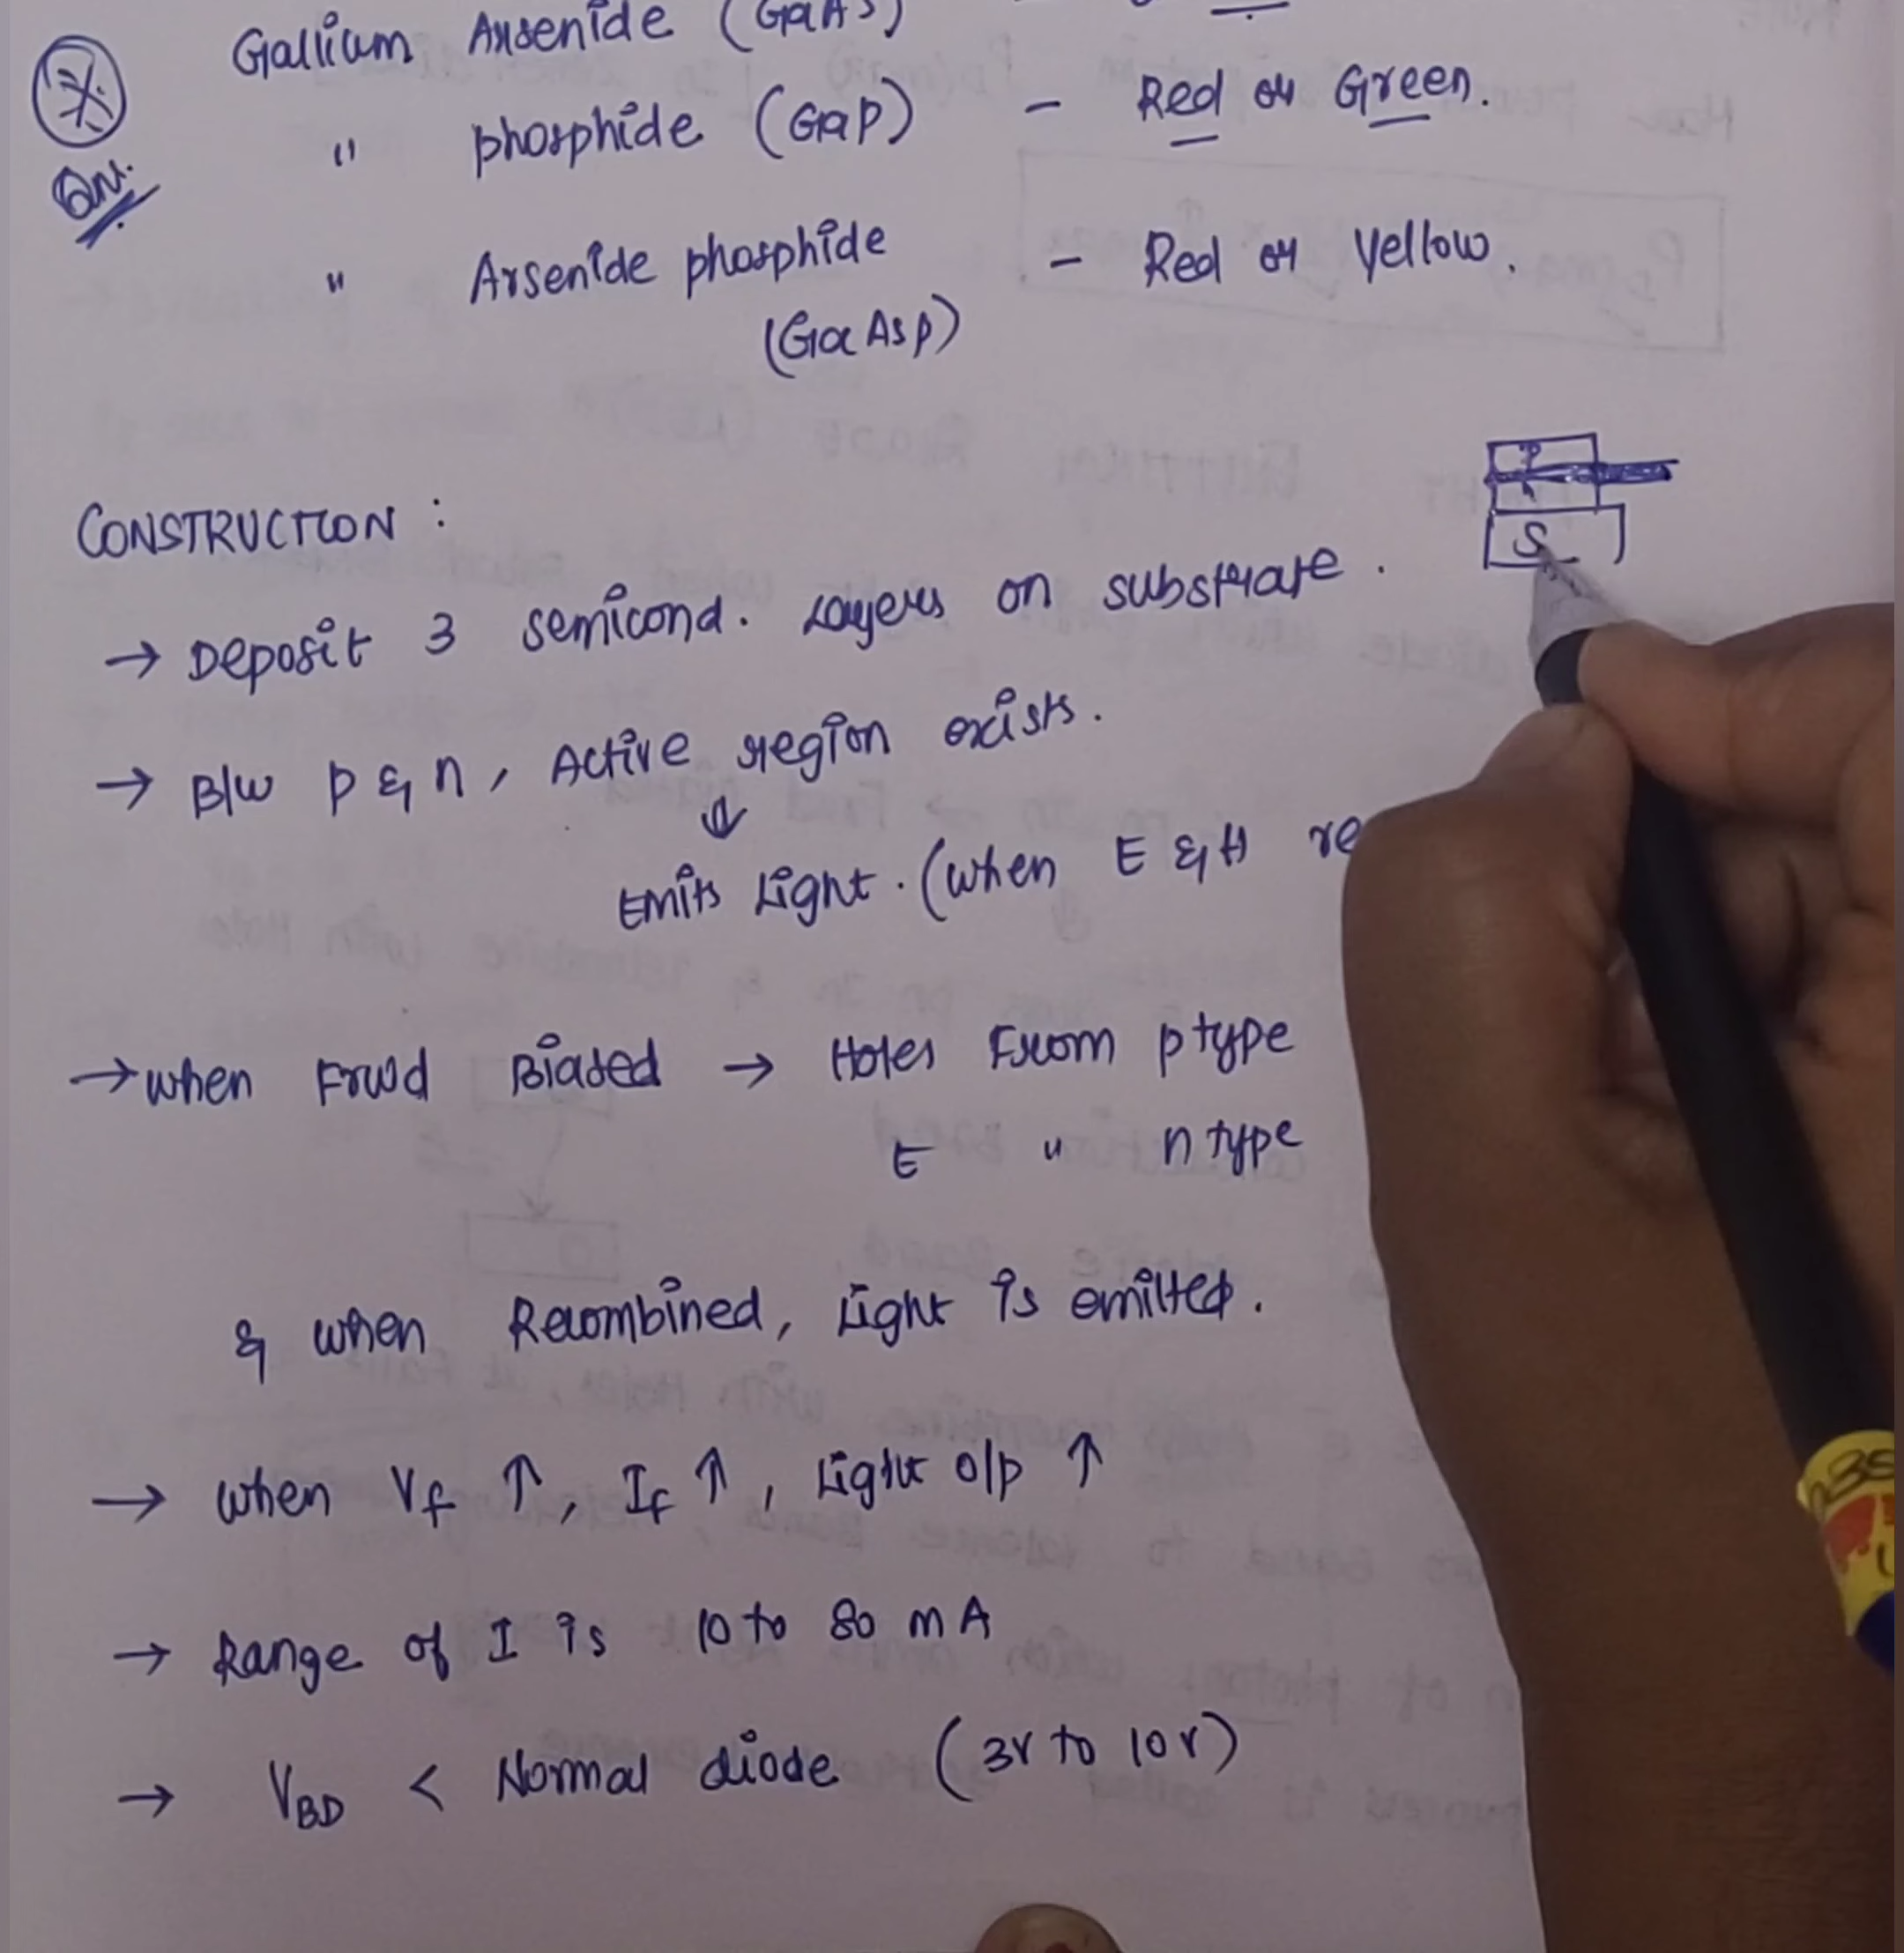 Gallium Arsenide (GaAs)
Qn.
" phosphide (GaP) - Red or Green.
" Arsenide phosphide - Red or Yellow.
(GaAsP)
P
n
S
CONSTRUCTION :
→ Deposit 3 semicond. Layers on substrate.
→ B/w p & n, Active region exists.
↓
Emits Light. (when E & H re
→ when Frwd Biased → Holes From p type
E " n type
& when Recombined, Light is emitted.
→ when Vf ↑, If ↑, Light o/p ↑
→ Range of I is 10 to 80 mA
→ VBD < Normal diode (3V to 10V)